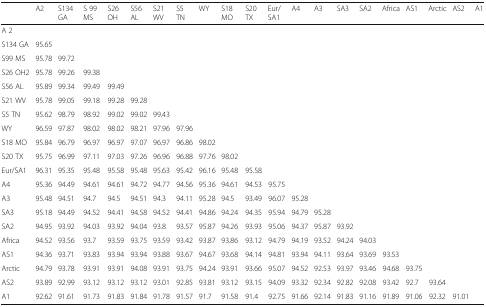 A2 S134 GA S 99 MS S26 OH S56 AL S21 WV S5 TN WY S18 MO S20 TX Eur/SA1 A4 A3 SA3 SA2 Africa AS1 Arctic AS2 A1
A 2
S134 GA 95.65
S99 MS 95.78 99.72
S26 OH2 95.78 99.26 99.38
S56 AL 95.89 99.34 99.49 99.49
S21 WV 95.78 99.05 99.18 99.28 99.28
S5 TN 95.62 98.79 98.92 99.02 99.02 99.43
WY 96.59 97.87 98.02 98.02 98.21 97.96 97.96
S18 MO 95.84 96.79 96.97 96.97 97.07 96.97 96.86 98.02
S20 TX 95.75 96.99 97.11 97.03 97.26 96.96 96.88 97.76 98.02
Eur/SA1 96.31 95.35 95.48 95.58 95.48 95.63 95.42 96.16 95.48 95.58
A4 95.36 94.49 94.61 94.61 94.72 94.77 94.56 95.36 94.61 94.53 95.75
A3 95.48 94.51 94.7 94.5 94.51 94.3 94.11 95.28 94.5 93.49 96.07 95.28
SA3 95.18 94.49 94.52 94.41 94.58 94.52 94.41 94.86 94.24 94.35 95.94 94.79 95.28
SA2 94.95 93.92 94.03 93.92 94.04 93.8 93.57 95.87 94.26 93.93 95.06 94.37 95.87 93.92
Africa 94.52 93.56 93.7 93.59 93.75 93.59 93.42 93.87 93.86 93.12 94.79 94.19 93.52 94.24 94.03
AS1 94.36 93.71 93.83 93.94 93.94 93.88 93.67 94.67 93.68 94.14 94.81 93.94 94.11 93.64 93.69 93.53
Arctic 94.79 93.78 93.91 93.91 94.08 93.91 93.75 94.24 93.91 93.66 95.07 94.52 92.53 93.97 93.46 94.68 93.75
AS2 93.89 92.99 93.12 93.12 93.12 93.01 92.85 93.81 93.12 93.15 94.09 93.32 92.34 92.82 92.08 93.42 92.7 93.64
A1 92.62 91.61 91.73 91.83 91.84 91.78 91.57 91.7 91.58 91.4 92.75 91.66 92.14 91.83 91.16 91.89 91.06 92.32 91.01